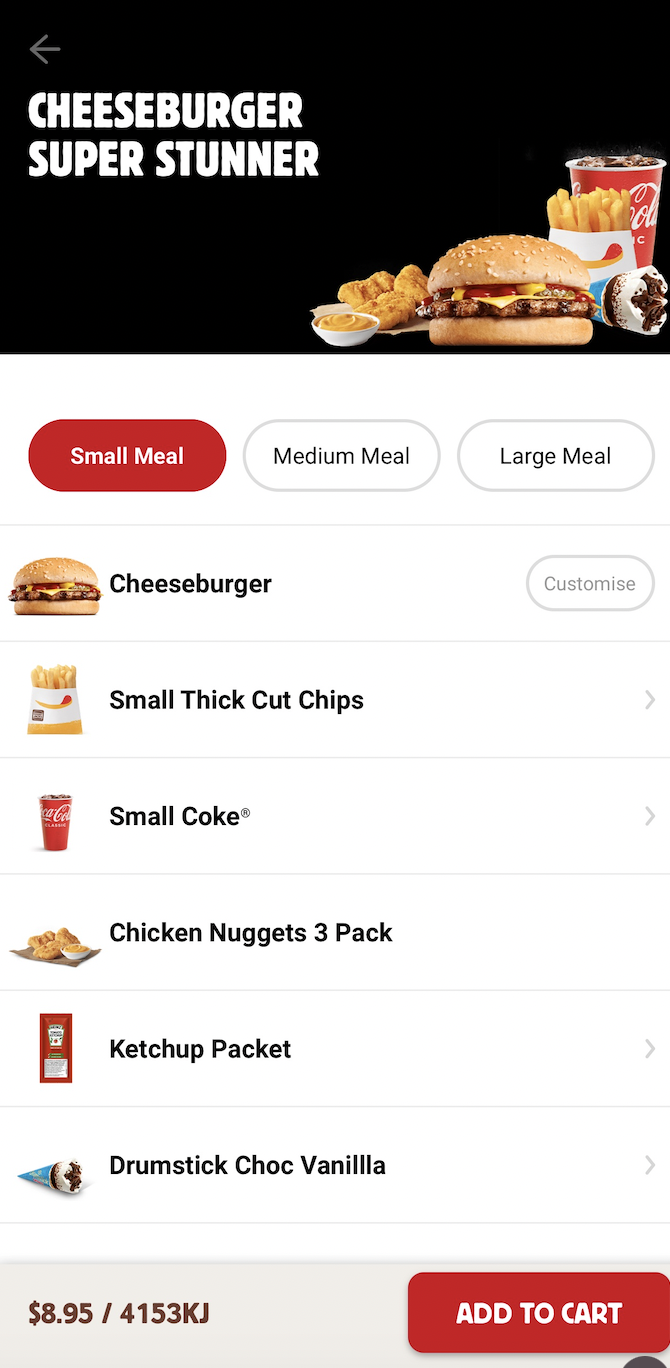 CHEESEBURGER
SUPER STUNNER
Small Meal
Medium Meal
Large Meal
Cheeseburger
Customise
Small Thick Cut Chips
Small Coke®
Chicken Nuggets 3 Pack
Ketchup Packet
Drumstick Choc Vanillla
$8.95 / 4153KJ
ADD TO CART